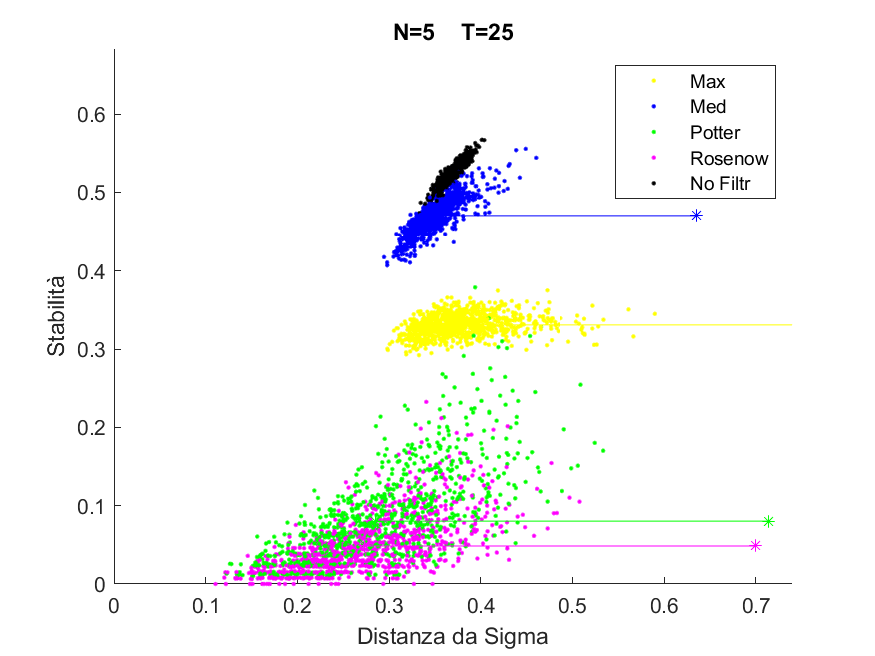 N=5 T=25
Max
Med
Potter
Rosenow
No Filtr
Stabilità
0.6
0.5
0.4
0.3
0.2
0.1
0
0 0.1 0.2 0.3 0.4 0.5 0.6 0.7
Distanza da Sigma